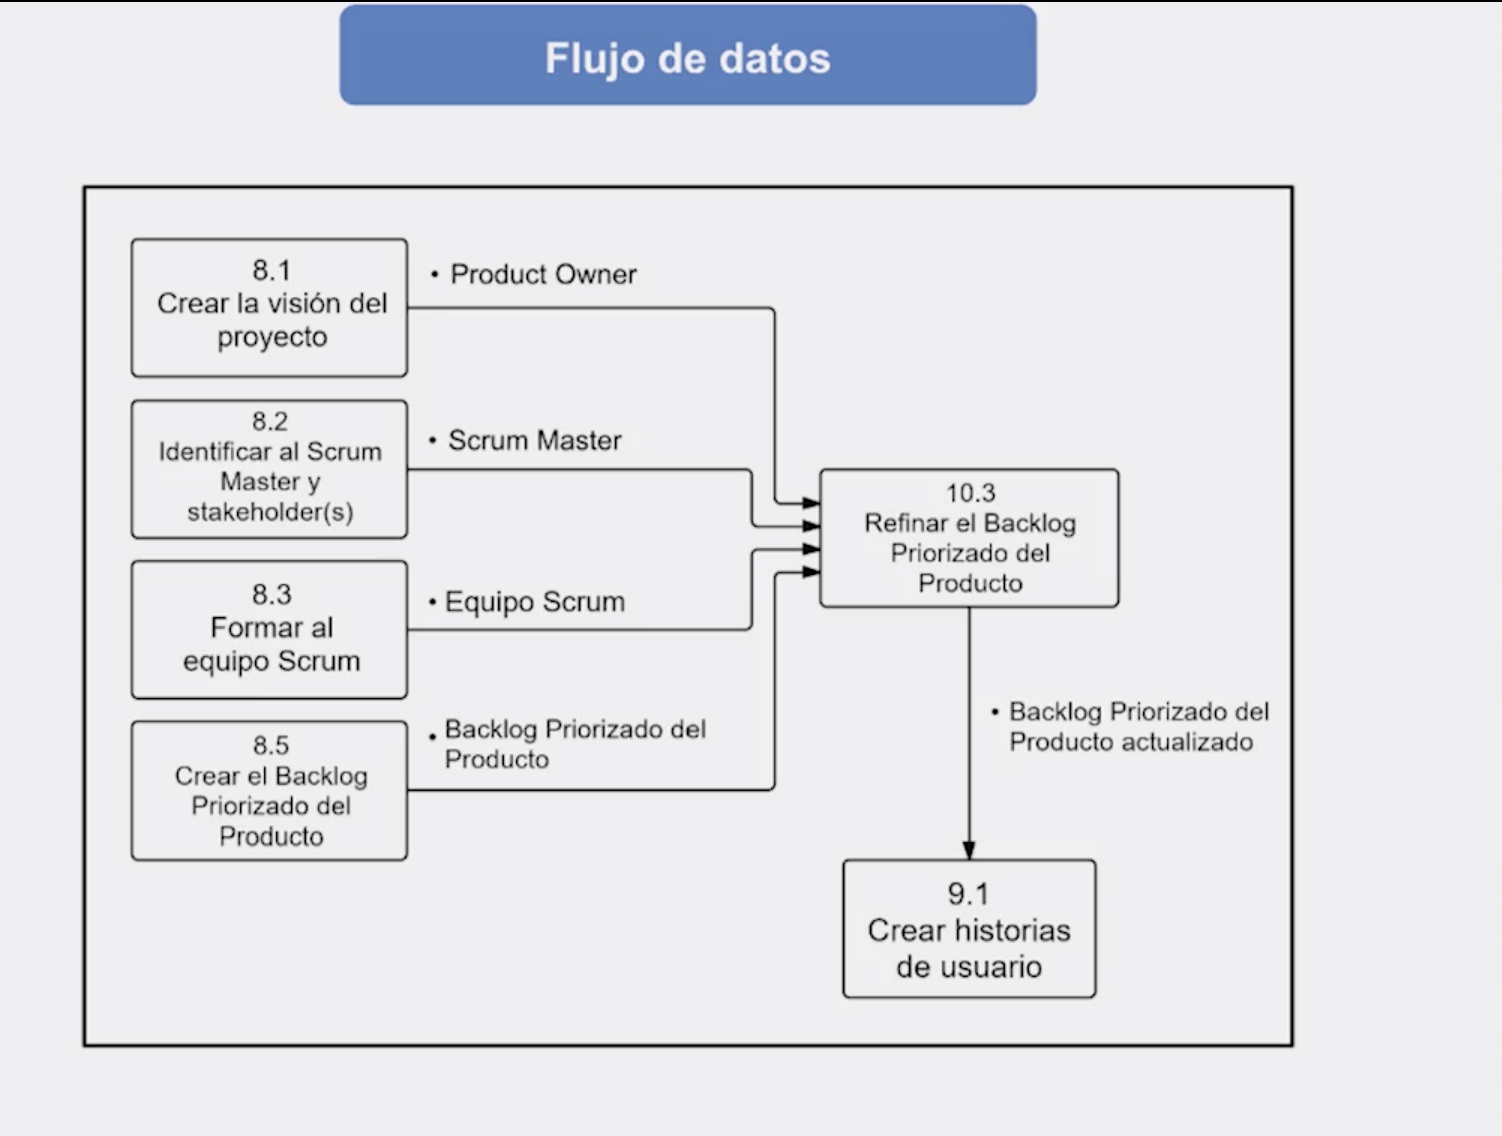 Flujo de datos
8.1
Crear la visión del
proyecto
• Product Owner
8.2
Identificar al Scrum
Master y
stakeholder(s)
• Scrum Master
8.3
Formar al
equipo Scrum
• Equipo Scrum
8.5
Crear el Backlog
Priorizado del
Producto
• Backlog Priorizado del
Producto
10.3
Refinar el Backlog
Priorizado del
Producto
• Backlog Priorizado del
Producto actualizado
9.1
Crear historias
de usuario